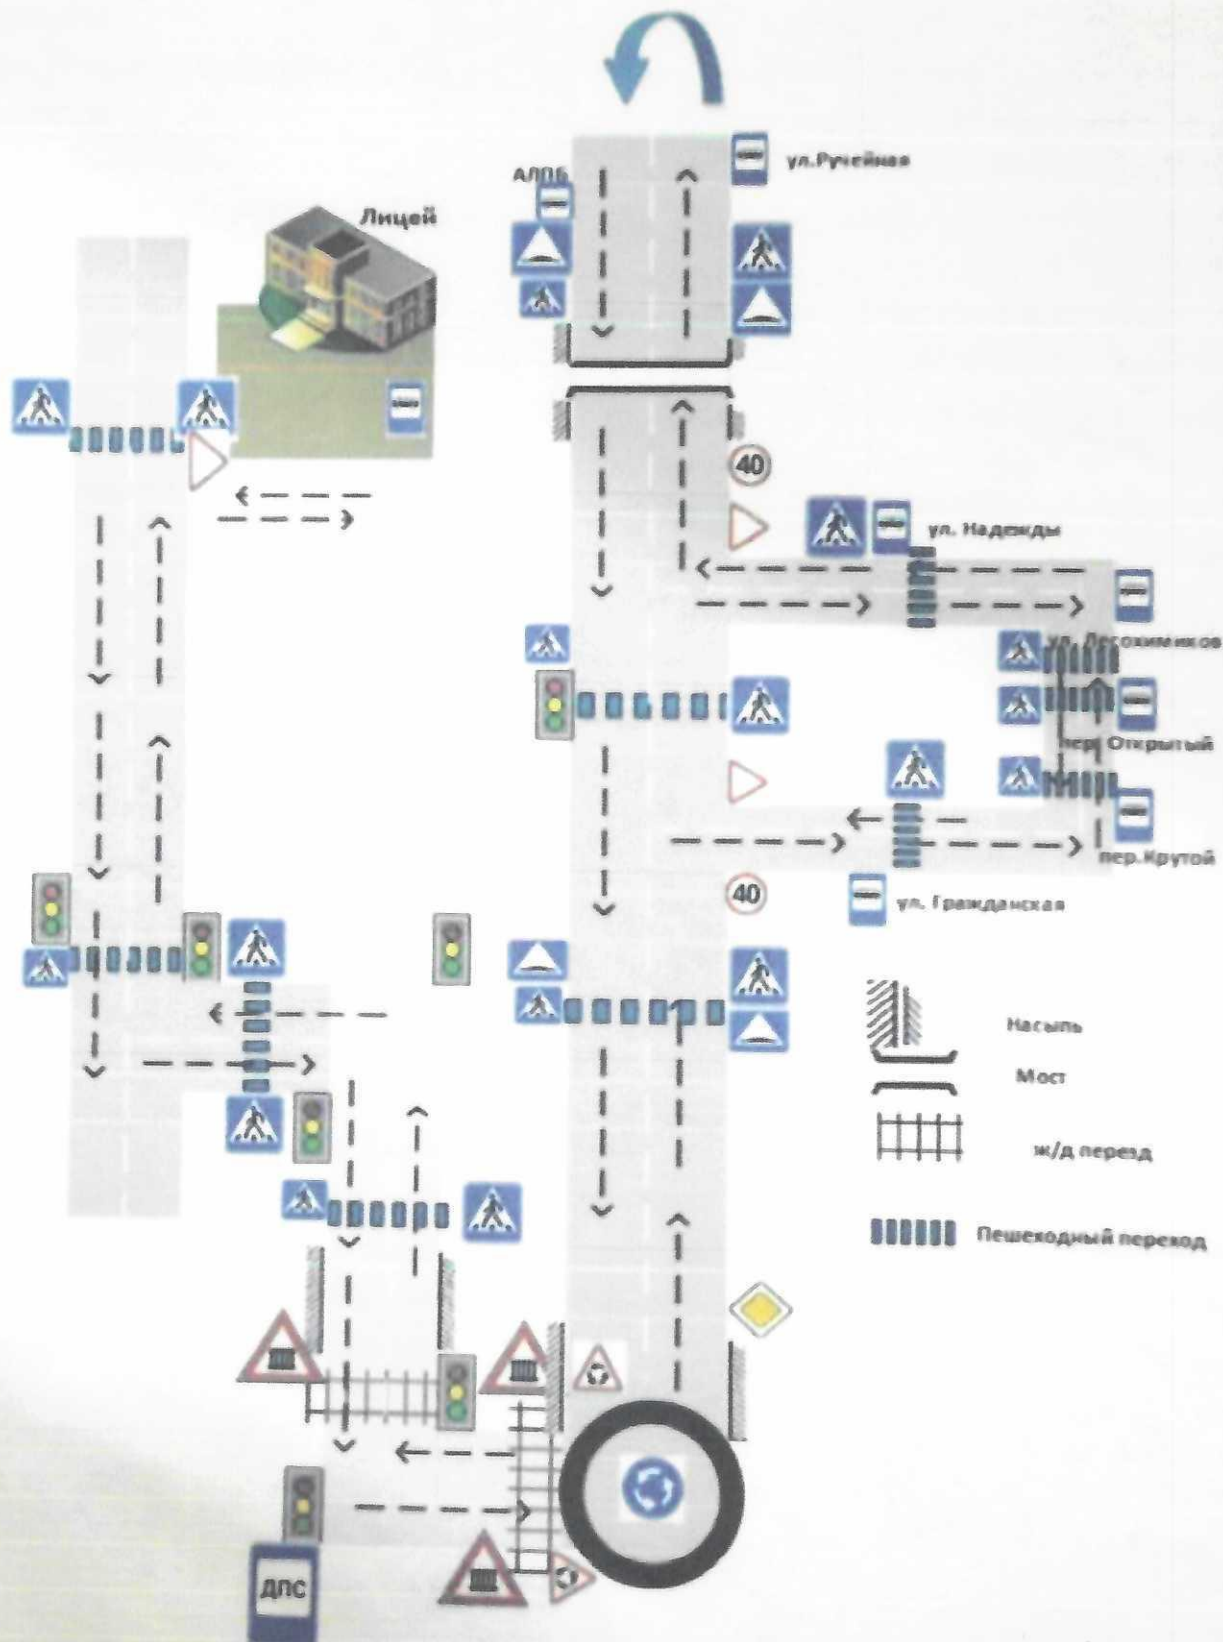 АЛПБ
ул.Ручейная
Лицей
40
ул. Надежды
ул. Лесохимиков
пер. Открытый
пер.Крутой
40
ул. Гражданская
Насыпь
Мост
ж/д перезд
Пешеходный переход
ДПС